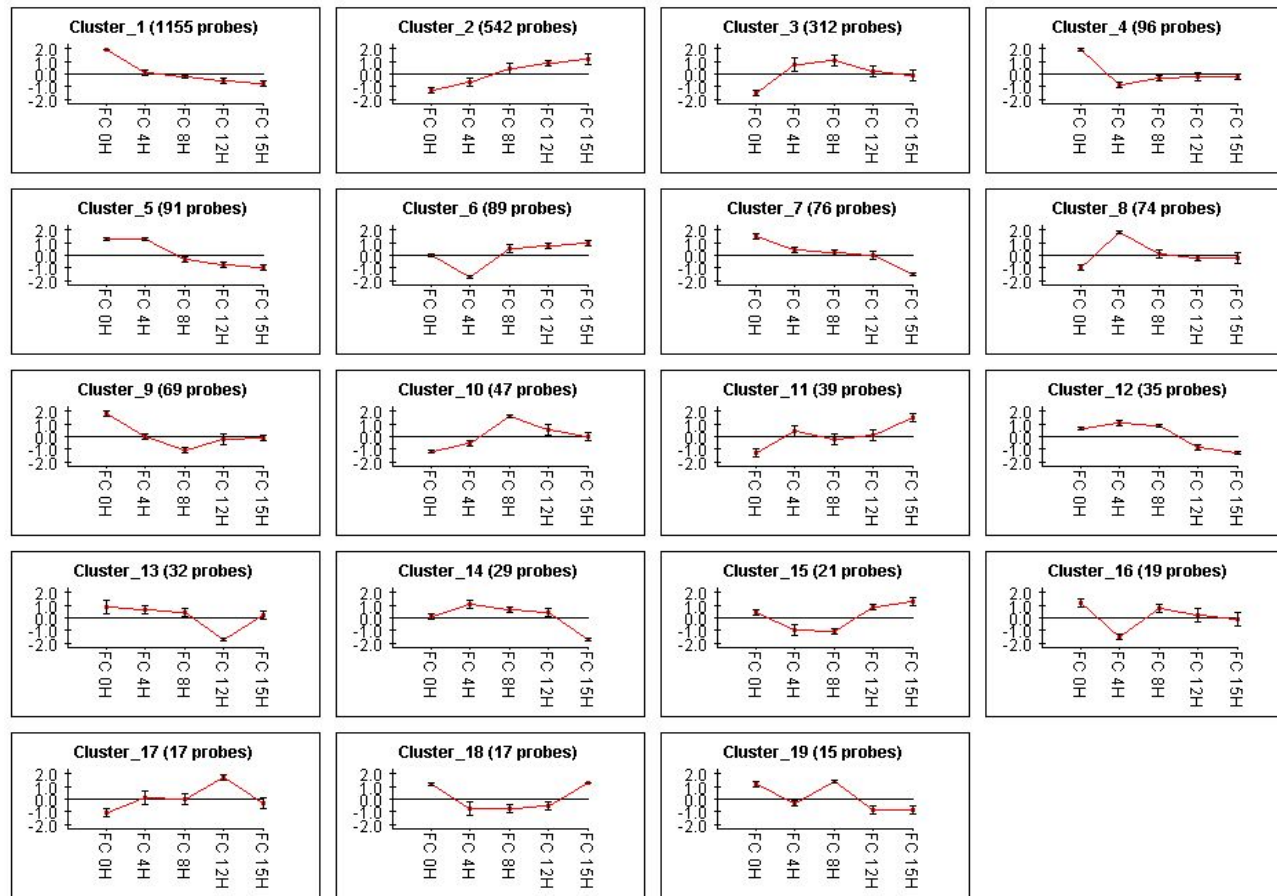 Cluster_1 (1155 probes)
2.0
1.0
0.0
-1.0
-2.0
FC 0H
FC 4H
FC 8H
FC 12H
FC 15H
Cluster_2 (542 probes)
2.0
1.0
0.0
-1.0
-2.0
FC 0H
FC 4H
FC 8H
FC 12H
FC 15H
Cluster_3 (312 probes)
2.0
1.0
0.0
-1.0
-2.0
FC 0H
FC 4H
FC 8H
FC 12H
FC 15H
Cluster_4 (96 probes)
2.0
1.0
0.0
-1.0
-2.0
FC 0H
FC 4H
FC 8H
FC 12H
FC 15H
Cluster_5 (91 probes)
2.0
1.0
0.0
-1.0
-2.0
FC 0H
FC 4H
FC 8H
FC 12H
FC 15H
Cluster_6 (89 probes)
2.0
1.0
0.0
-1.0
-2.0
FC 0H
FC 4H
FC 8H
FC 12H
FC 15H
Cluster_7 (76 probes)
2.0
1.0
0.0
-1.0
-2.0
FC 0H
FC 4H
FC 8H
FC 12H
FC 15H
Cluster_8 (74 probes)
2.0
1.0
0.0
-1.0
-2.0
FC 0H
FC 4H
FC 8H
FC 12H
FC 15H
Cluster_9 (69 probes)
2.0
1.0
0.0
-1.0
-2.0
FC 0H
FC 4H
FC 8H
FC 12H
FC 15H
Cluster_10 (47 probes)
2.0
1.0
0.0
-1.0
-2.0
FC 0H
FC 4H
FC 8H
FC 12H
FC 15H
Cluster_11 (39 probes)
2.0
1.0
0.0
-1.0
-2.0
FC 0H
FC 4H
FC 8H
FC 12H
FC 15H
Cluster_12 (35 probes)
2.0
1.0
0.0
-1.0
-2.0
FC 0H
FC 4H
FC 8H
FC 12H
FC 15H
Cluster_13 (32 probes)
2.0
1.0
0.0
-1.0
-2.0
FC 0H
FC 4H
FC 8H
FC 12H
FC 15H
Cluster_14 (29 probes)
2.0
1.0
0.0
-1.0
-2.0
FC 0H
FC 4H
FC 8H
FC 12H
FC 15H
Cluster_15 (21 probes)
2.0
1.0
0.0
-1.0
-2.0
FC 0H
FC 4H
FC 8H
FC 12H
FC 15H
Cluster_16 (19 probes)
2.0
1.0
0.0
-1.0
-2.0
FC 0H
FC 4H
FC 8H
FC 12H
FC 15H
Cluster_17 (17 probes)
2.0
1.0
0.0
-1.0
-2.0
FC 0H
FC 4H
FC 8H
FC 12H
FC 15H
Cluster_18 (17 probes)
2.0
1.0
0.0
-1.0
-2.0
FC 0H
FC 4H
FC 8H
FC 12H
FC 15H
Cluster_19 (15 probes)
2.0
1.0
0.0
-1.0
-2.0
FC 0H
FC 4H
FC 8H
FC 12H
FC 15H